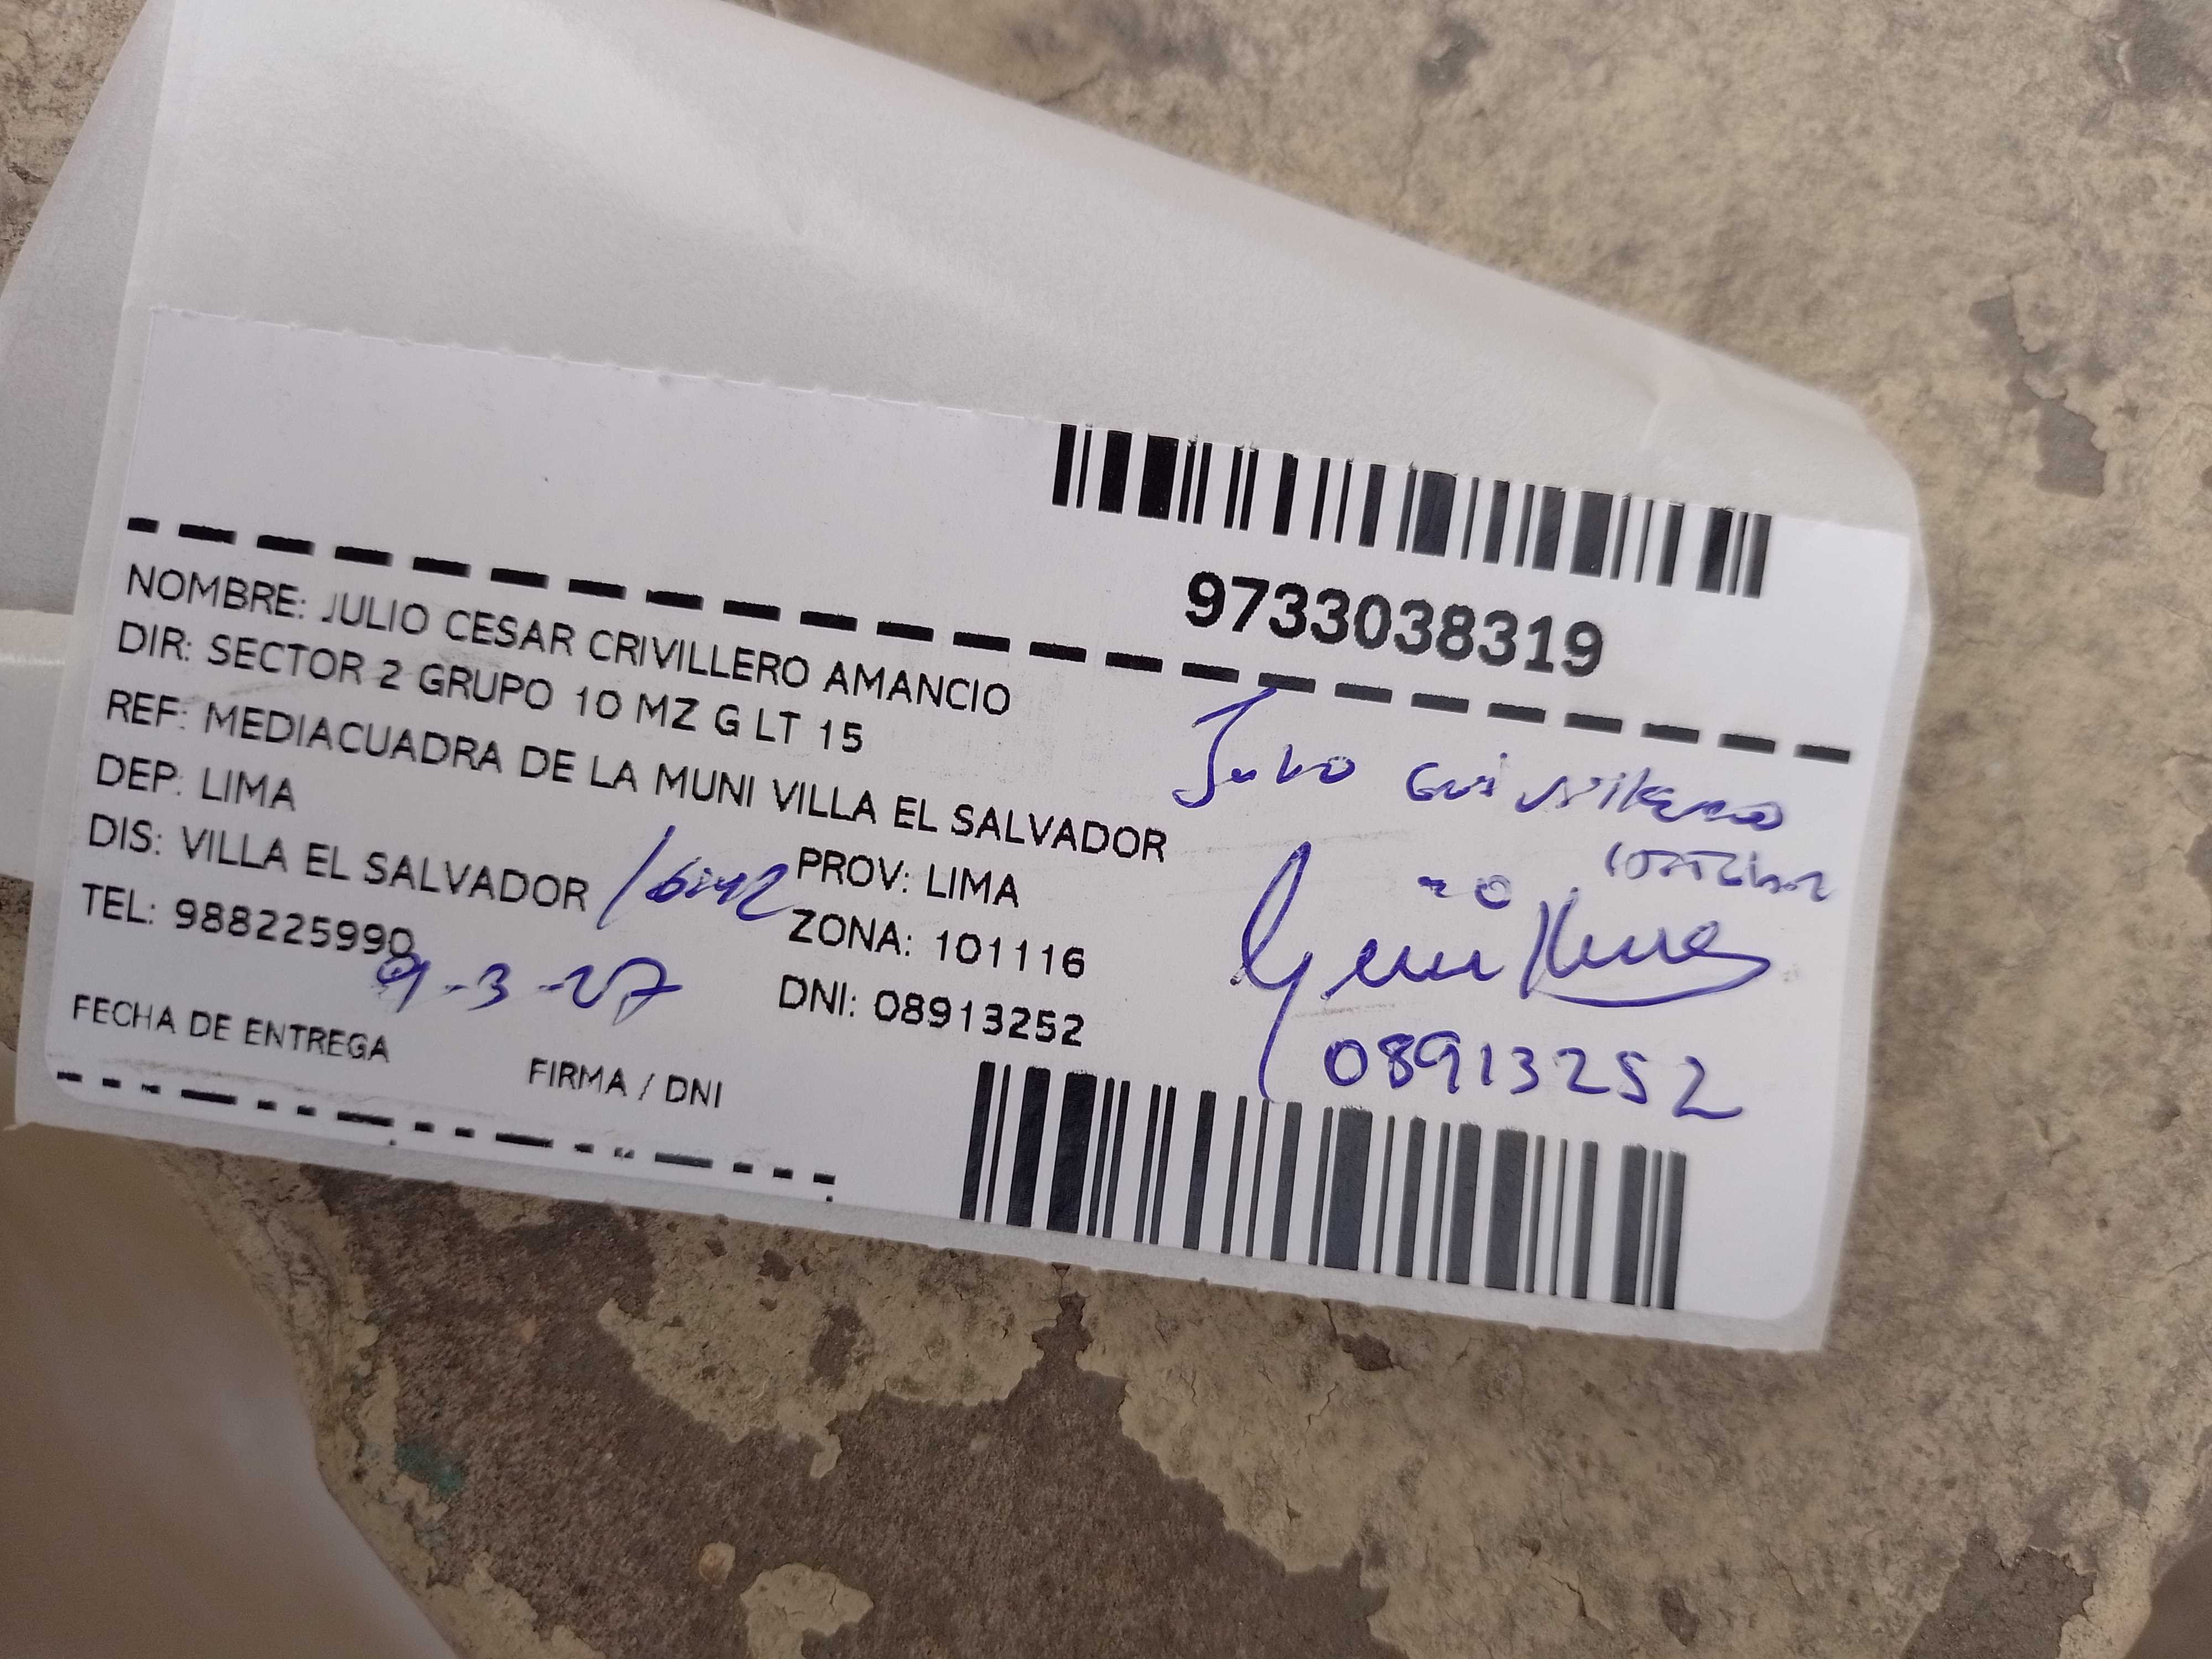 9733038319
NOMBRE: JULIO CESAR CRIVILLERO AMANCIO
DIR: SECTOR 2 GRUPO 10 MZ G LT 15
REF: MEDIACUADRA DE LA MUNI VILLA EL SALVADOR
DEP: LIMA PROV: LIMA
DIS: VILLA EL SALVADOR ZONA: 101116
TEL: 988225990 DNI: 08913252
Julio
08913252
FECHA DE ENTREGA FIRMA / DNI